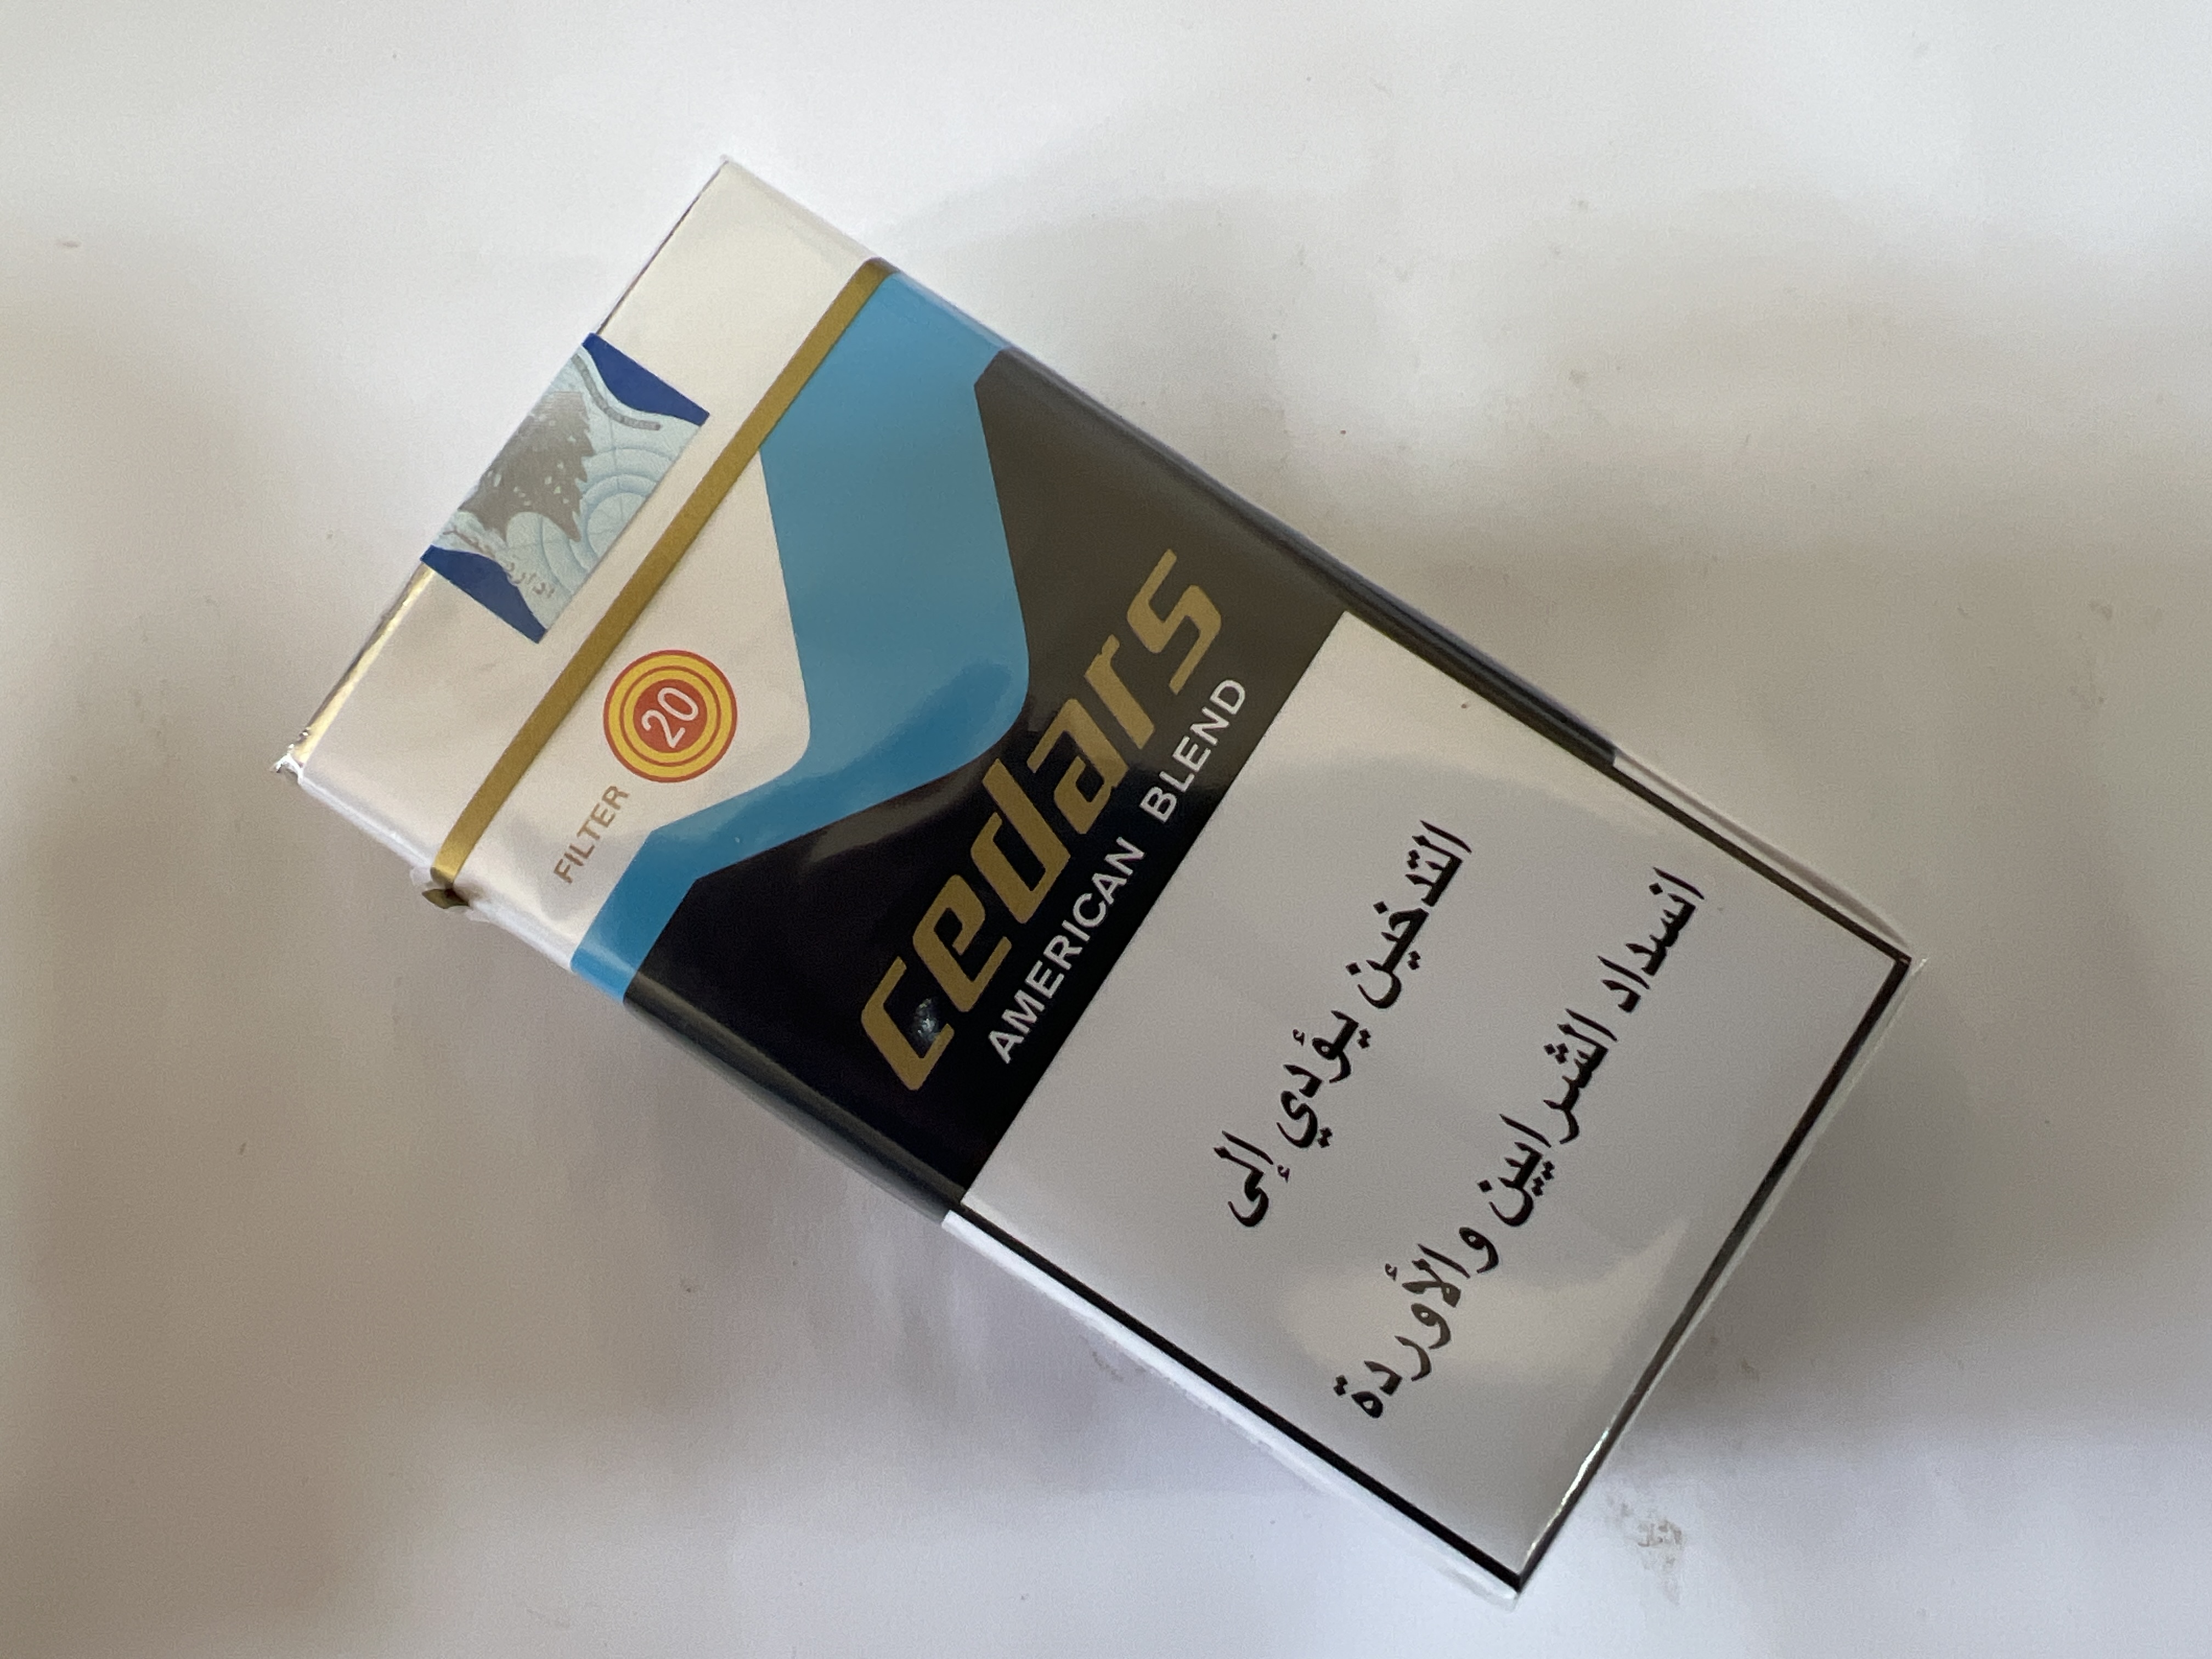 FILTER 20
cedars
AMERICAN BLEND
التدخين يؤدي إلى
انسداد الشرايين والأوردة